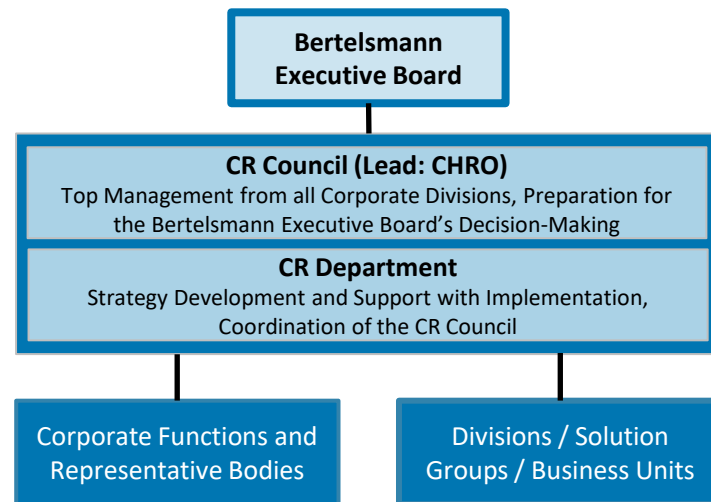 Bertelsmann
Executive Board
CR Council (Lead: CHRO)
Top Management from all Corporate Divisions, Preparation for
the Bertelsmann Executive Board's Decision-Making
CR Department
Strategy Development and Support with Implementation,
Coordination of the CR Council
Corporate Functions and
Representative Bodies
Divisions / Solution
Groups / Business Units